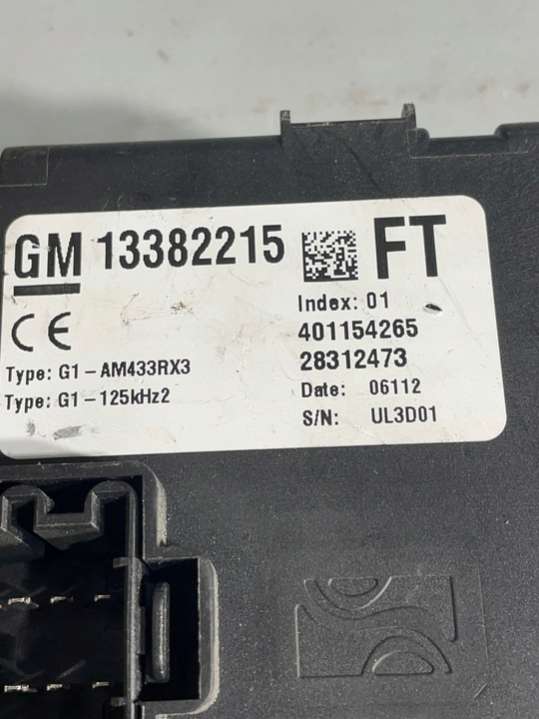 GM 13382215 FT
Index: 01
CE 401154265
28312473
Type: G1-AM433RX3
Date: 06112
Type: G1-125kHz2
S/N: UL3D01